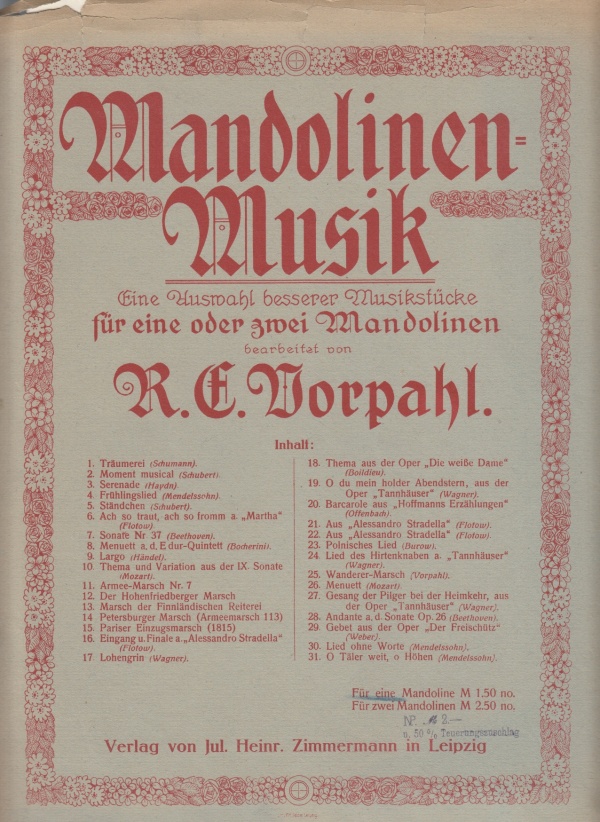 Mandolinen=
Musik
Eine Auswahl besserer Musikstücke
für eine oder zwei Mandolinen
bearbeitet von
R. E. Vorpahl.
Inhalt:
1. Träumerei (Schumann).
2. Moment musical (Schubert).
3. Serenade (Haydn).
4. Frühlingslied (Mendelssohn).
5. Ständchen (Schubert).
6. Ach so traut, ach so fromm a. „Martha“
(Flotow)
7. Sonate Nr 37 (Beethoven).
8. Menuett a. d. E dur-Quintett (Bocherini).
9. Largo (Händel).
10. Thema und Variation aus der IX. Sonate
(Mozart).
11. Armee-Marsch Nr. 7
12. Der Hohenfriedberger Marsch
13. Marsch der Finnländischen Reiterei
14 Petersburger Marsch (Armeemarsch 113)
15. Pariser Einzugsmarsch (1815)
16. Eingang u. Finale a. „Alessandro Stradella“
(Flotow).
17. Lohengrin (Wagner).
18. Thema aus der Oper „Die weiße Dame“
(Boildieu).
19. O du mein holder Abendstern, aus der
Oper „Tannhäuser“ (Wagner).
20. Barcarole aus „Hoffmanns Erzählungen“
(Offenbach).
21. Aus „Alessandro Stradella“ (Flotow).
22. Aus „Alessandro Stradella“ (Flotow).
23. Polnisches Lied (Burow).
24. Lied des Hirtenknaben a. „Tannhäuser“
(Wagner).
25. Wanderer-Marsch (Vorpahl).
26. Menuett (Mozart).
27. Gesang der Pilger bei der Heimkehr, aus
der Oper „Tannhäuser“ (Wagner).
28. Andante a. d. Sonate Op. 26 (Beethoven).
29. Gebet aus der Oper „Der Freischütz“
(Weber).
30. Lied ohne Worte (Mendelssohn).
31. O Täler weit, o Höhen (Mendelssohn).
Für eine Mandoline M 1.50 no.
Für zwei Mandolinen M 2.50 no.
2.—
u. 50 % Teuerungszuschlag
Verlag von Jul. Heinr. Zimmermann in Leipzig